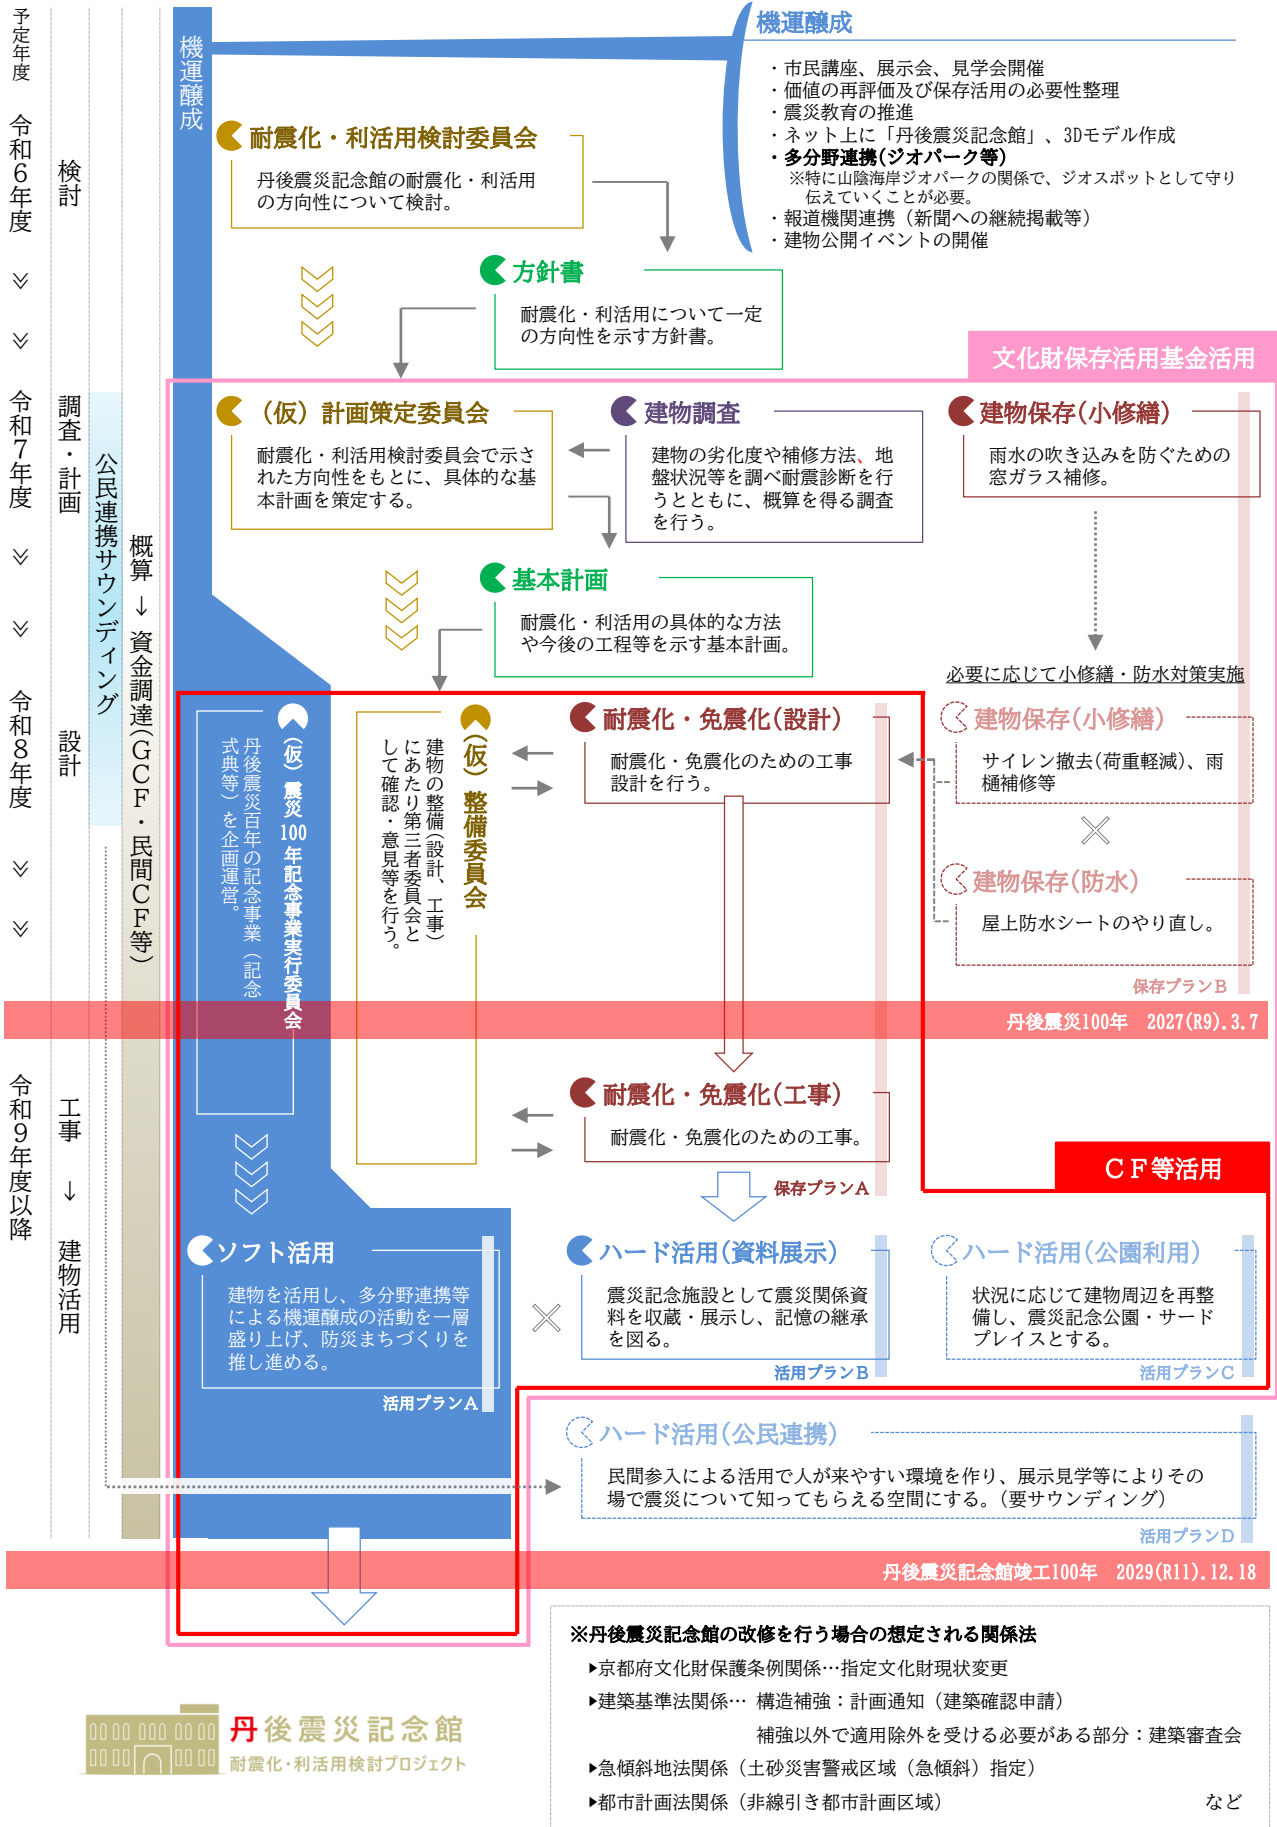 予定年度
令和6年度
令和7年度
令和8年度
令和9年度以降
検討
調査・計画
設計
工事 → 建物活用
公民連携サウンディング
概算 → 資金調達(GCF・民間CF等)
機運醸成
機運醸成
・市民講座、展示会、見学会開催
・価値の再評価及び保存活用の必要性整理
・震災教育の推進
・ネット上に「丹後震災記念館」、3Dモデル作成
・多分野連携(ジオパーク等)
※特に山陰海岸ジオパークの関係で、ジオスポットとして守り
伝えていくことが必要。
・報道機関連携（新聞への継続掲載等）
・建物公開イベントの開催
耐震化・利活用検討委員会
丹後震災記念館の耐震化・利活用
の方向性について検討。
方針書
耐震化・利活用について一定
の方向性を示す方針書。
文化財保存活用基金活用
（仮）計画策定委員会
耐震化・利活用検討委員会で示さ
れた方向性をもとに、具体的な基
本計画を策定する。
建物調査
建物の劣化度や補修方法、地
盤状況等を調べ耐震診断を行
うとともに、概算を得る調査
を行う。
建物保存(小修繕)
雨水の吹き込みを防ぐための
窓ガラス補修。
基本計画
耐震化・利活用の具体的な方法
や今後の工程等を示す基本計画。
必要に応じて小修繕・防水対策実施
（仮）震災100年記念事業実行委員会
丹後震災百年の記念事業（記念
式典等）を企画運営。
（仮）整備委員会
建物の整備(設計、工事)
にあたり第三者委員会と
して確認・意見等を行う。
耐震化・免震化(設計)
耐震化・免震化のための工事
設計を行う。
建物保存(小修繕)
サイレン撤去(荷重軽減)、雨
樋補修等
建物保存(防水)
屋上防水シートのやり直し。
保存プランB
丹後震災100年 2027(R9).3.7
耐震化・免震化(工事)
耐震化・免震化のための工事。
保存プランA
CF等活用
ソフト活用
建物を活用し、多分野連携等
による機運醸成の活動を一層
盛り上げ、防災まちづくりを
推し進める。
活用プランA
ハード活用(資料展示)
震災記念施設として震災関係資
料を収蔵・展示し、記憶の継承
を図る。
活用プランB
ハード活用(公園利用)
状況に応じて建物周辺を再整
備し、震災記念公園・サード
プレイスとする。
活用プランC
ハード活用(公民連携)
民間参入による活用で人が来やすい環境を作り、展示見学等によりその
場で震災について知ってもらえる空間にする。(要サウンディング)
活用プランD
丹後震災記念館竣工100年 2029(R11).12.18
※丹後震災記念館の改修を行う場合の想定される関係法
▶京都府文化財保護条例関係…指定文化財現状変更
▶建築基準法関係… 構造補強：計画通知（建築確認申請）
補強以外で適用除外を受ける必要がある部分：建築審査会
▶急傾斜地法関係（土砂災害警戒区域（急傾斜）指定）
▶都市計画法関係（非線引き都市計画区域） など
丹後震災記念館
耐震化・利活用検討プロジェクト